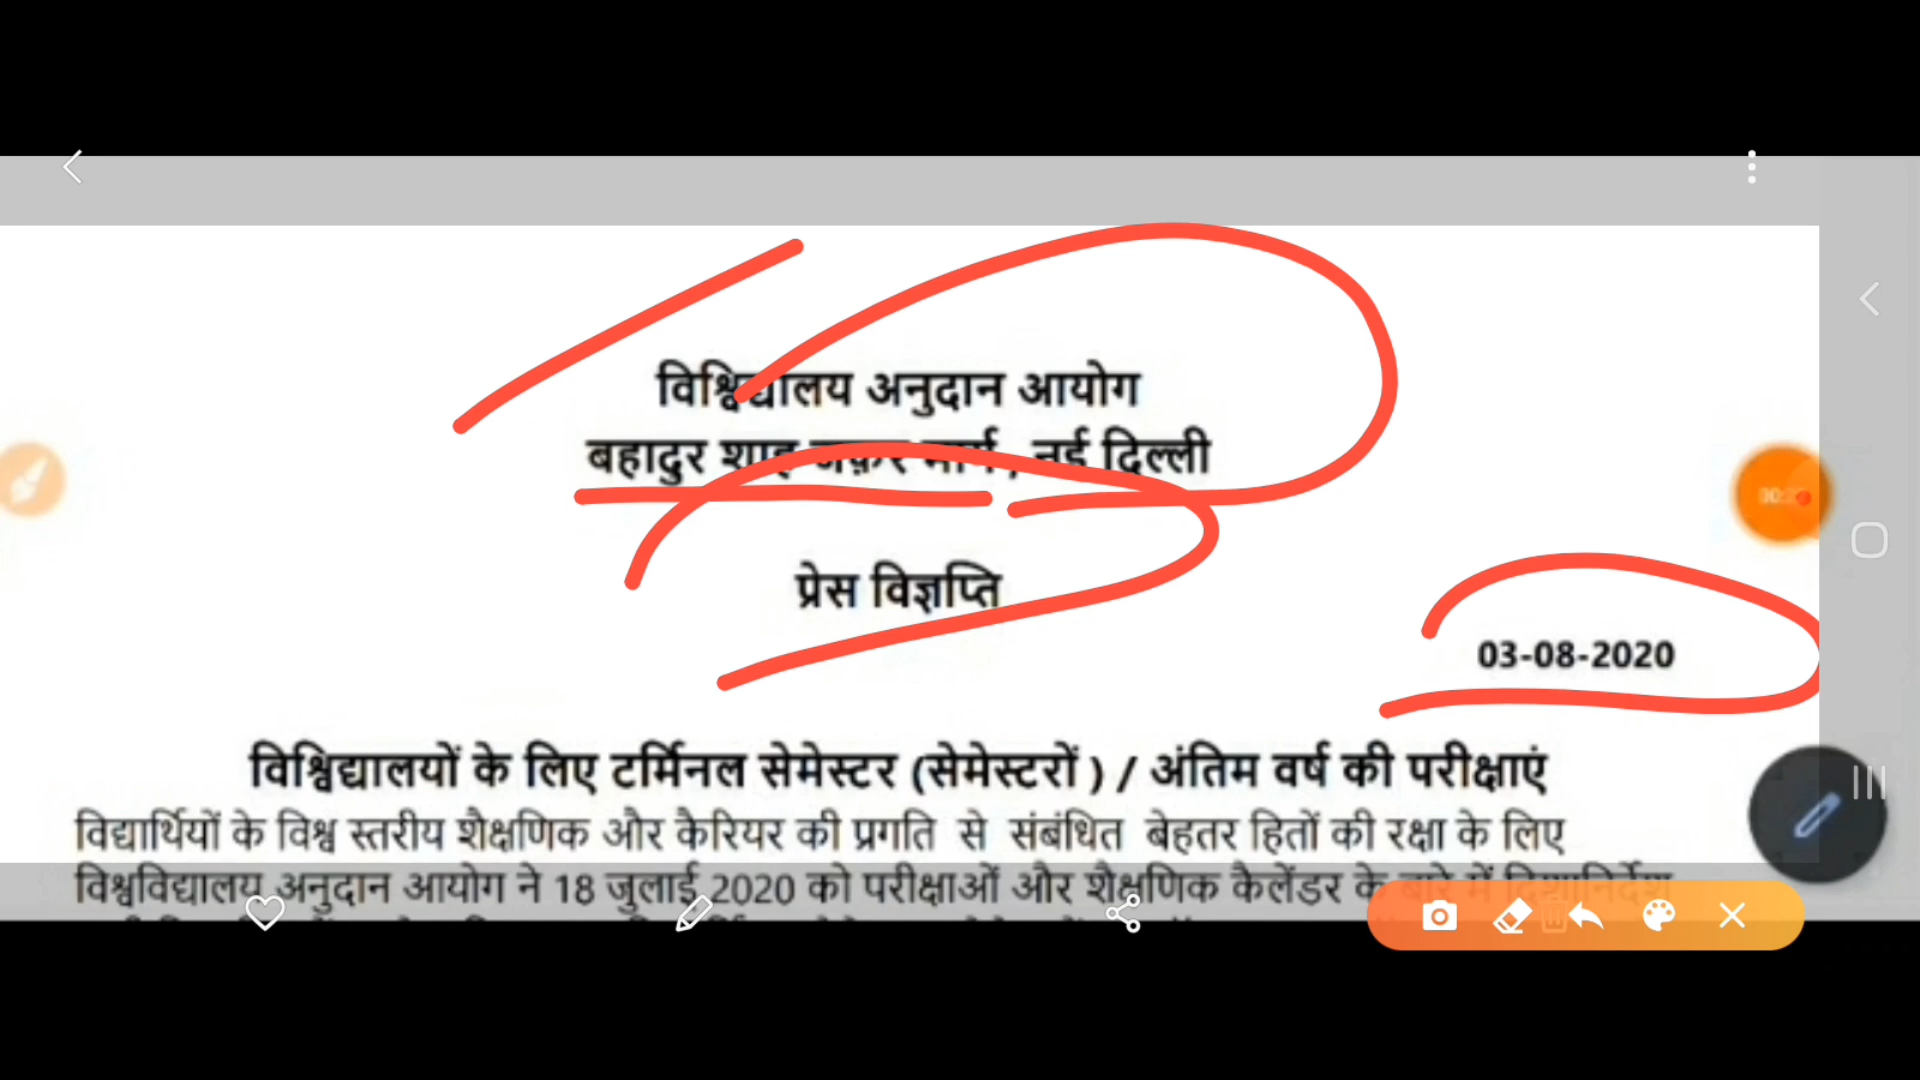 विश्विद्यालय अनुदान आयोग
बहादुर शाह जफ़र मार्ग , नई दिल्ली
प्रेस विज्ञप्ति
03-08-2020
विश्विद्यालयों के लिए टर्मिनल सेमेस्टर (सेमेस्टरों ) / अंतिम वर्ष की परीक्षाएं
विद्यार्थियों के विश्व स्तरीय शैक्षणिक और कैरियर की प्रगति से संबंधित बेहतर हितों की रक्षा के लिए
विश्वविद्यालय अनुदान आयोग ने 18 जुलाई 2020 को परीक्षाओं और शैक्षणिक कैलेंडर के बारे में दिशानिर्देश